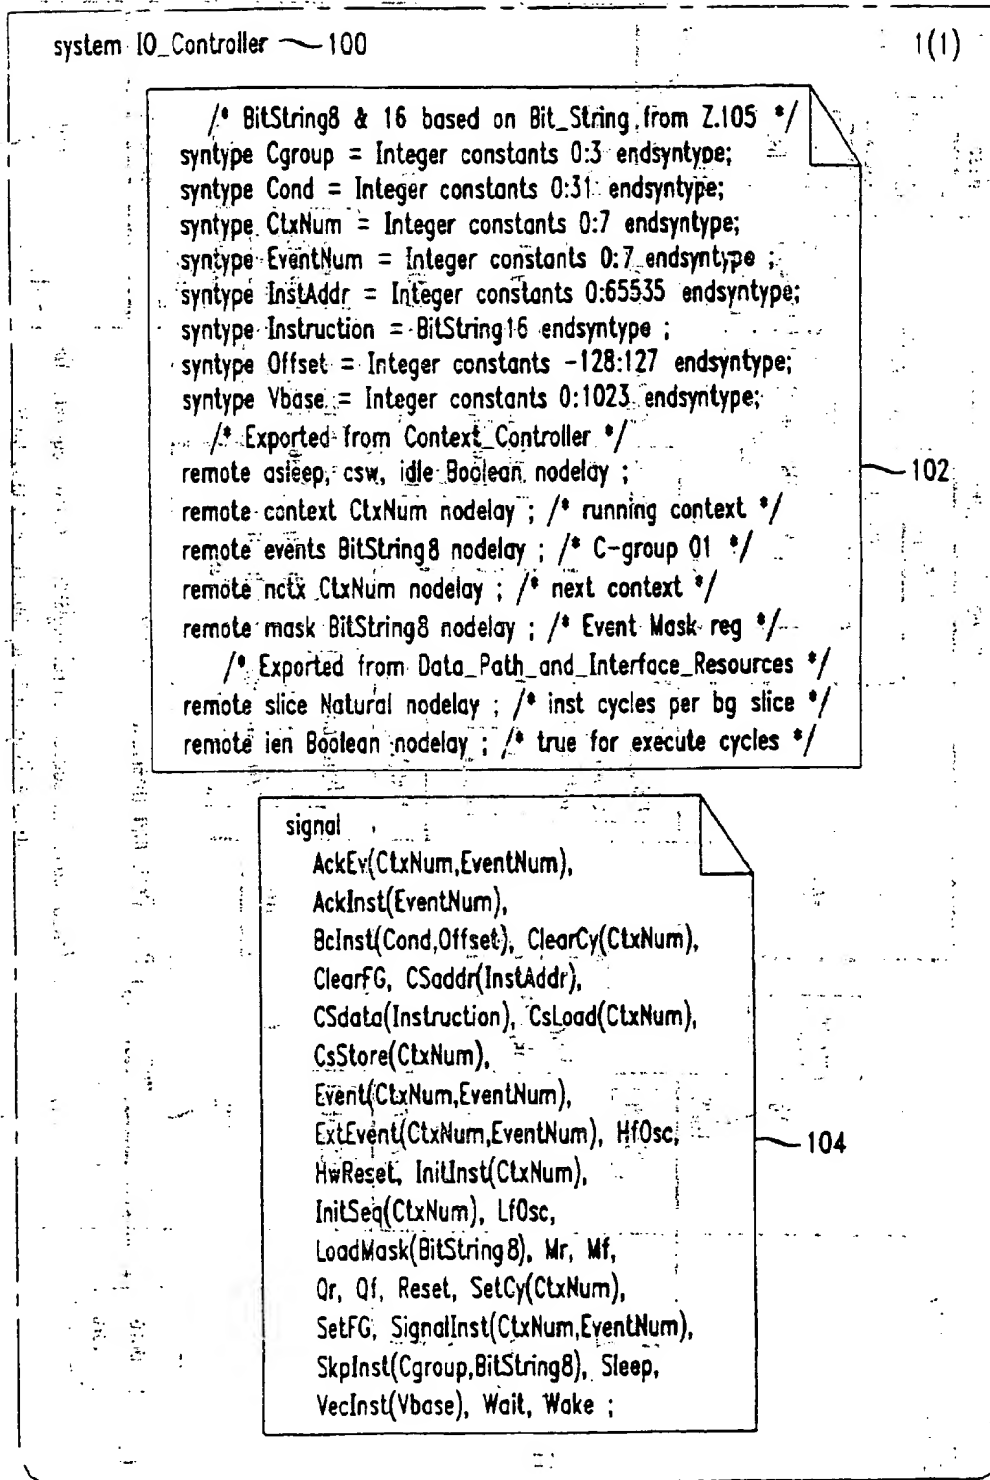 system IO_Controller 100
1(1)
/* BitString8 & 16 based on Bit_String from Z.105 */
syntype Cgroup = Integer constants 0:3 endsyntype;
syntype Cond = Integer constants 0:31 endsyntype;
syntype CtxNum = Integer constants 0:7 endsyntype;
syntype EventNum = Integer constants 0:7 endsyntype ;
syntype InstAddr = Integer constants 0:65535 endsyntype;
syntype Instruction = BitString16 endsyntype ;
syntype Offset = Integer constants -128:127 endsyntype;
syntype Vbase = Integer constants 0:1023 endsyntype;
/* Exported from Context_Controller */
remote asleep, csw, idle Boolean nodelay ;
102
remote context CtxNum nodelay ; /* running context */
remote events BitString8 nodelay ; /* C-group 01 */
remote nctx CtxNum nodelay ; /* next context */
remote mask BitString8 nodelay ; /* Event Mask reg */
/* Exported from Data_Path_and_Interface_Resources */
remote slice Natural nodelay ; /* inst cycles per bg slice */
remote ien Boolean nodelay ; /* true for execute cycles */
signal
AckEv(CtxNum,EventNum),
AckInst(EventNum),
BcInst(Cond,Offset), ClearCy(CtxNum),
ClearFG, CSaddr(InstAddr),
CSdata(Instruction), CsLoad(CtxNum),
CsStore(CtxNum),
Event(CtxNum,EventNum),
ExtEvent(CtxNum,EventNum), HfOsc,
104
HwReset, InitInst(CtxNum),
InitSeq(CtxNum), LfOsc,
LoadMask(BitString8), Mr, Mf,
Qr, Qf, Reset, SetCy(CtxNum),
SetFG, SignalInst(CtxNum,EventNum),
SkpInst(Cgroup,BitString8), Sleep,
VecInst(Vbase), Wait, Wake ;